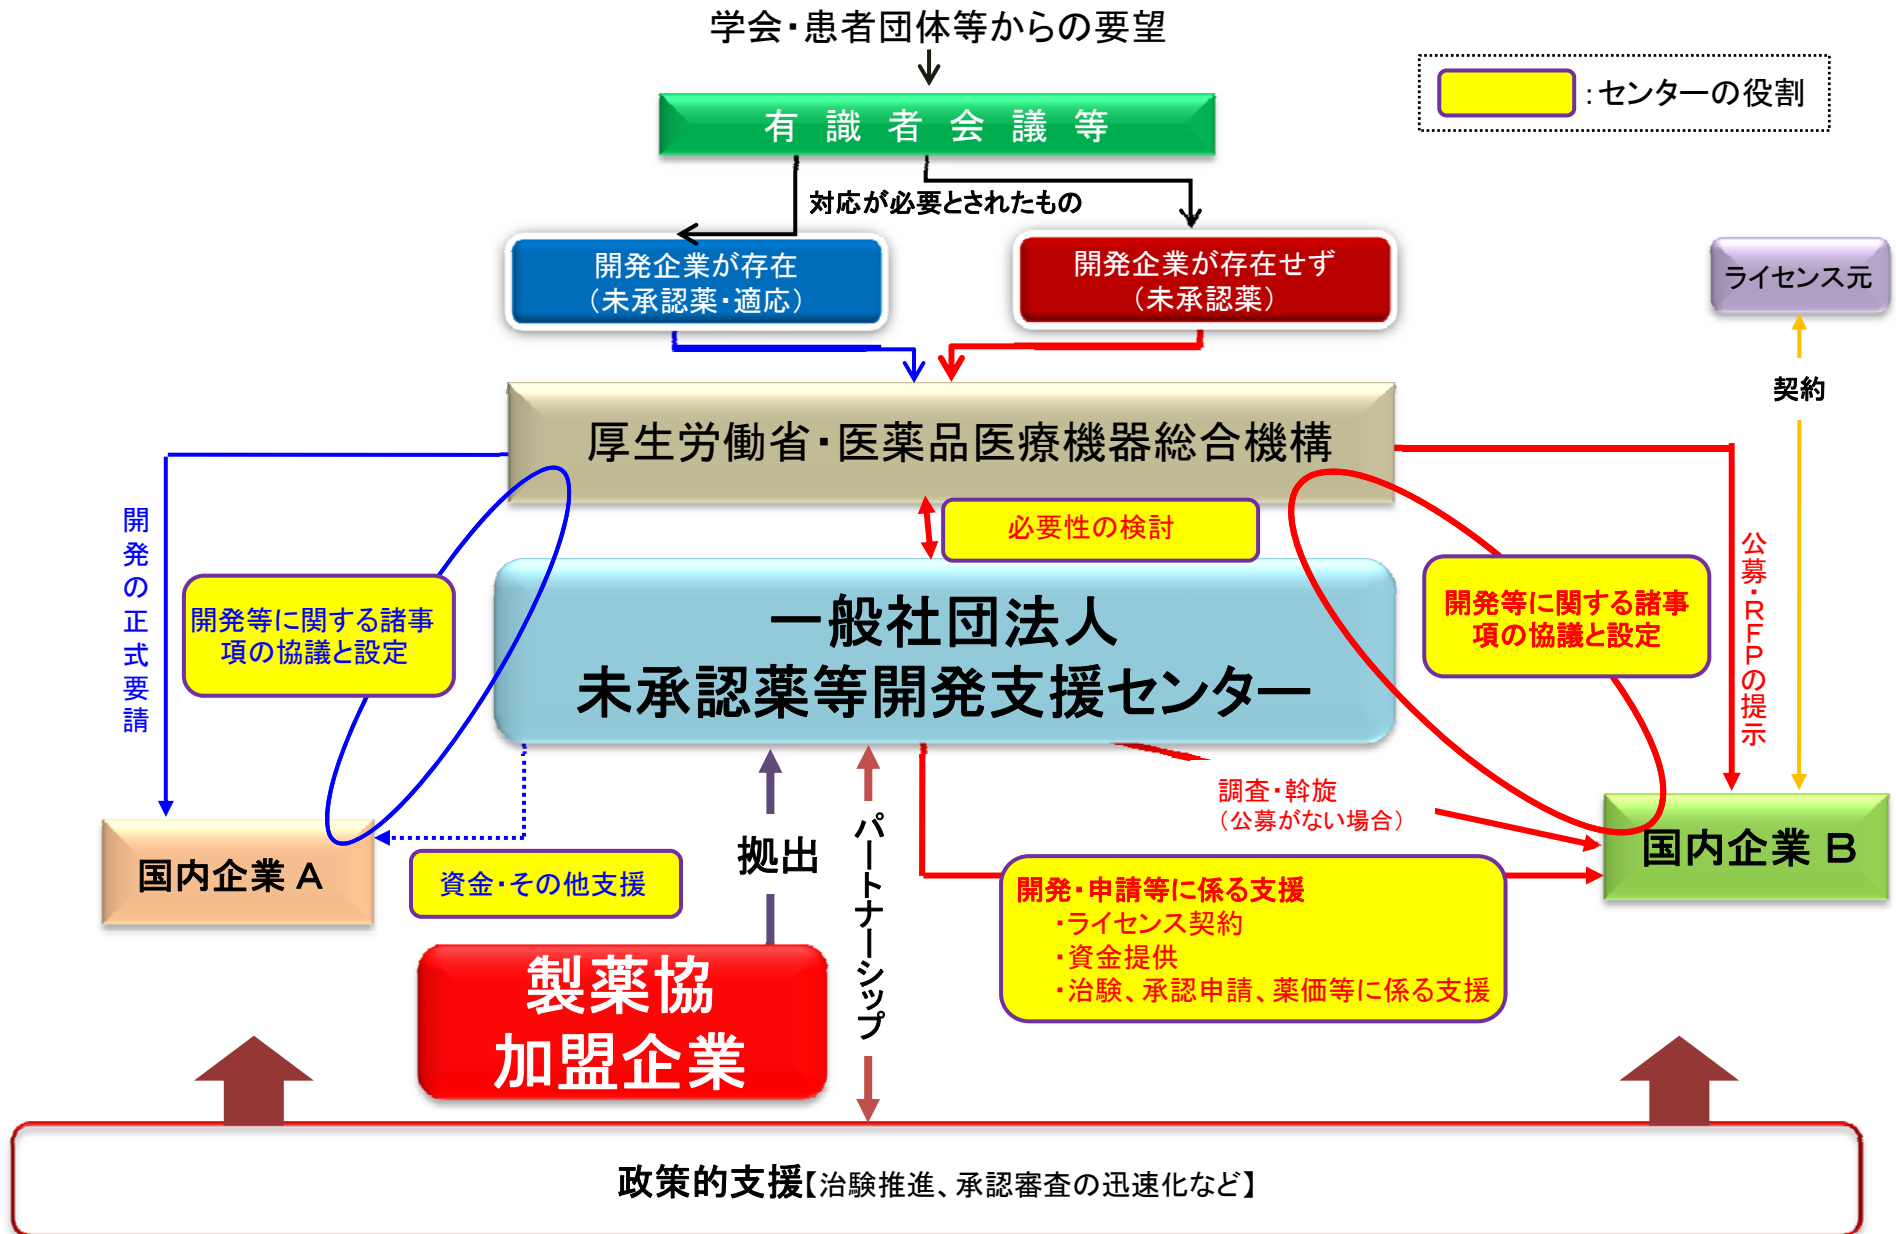 学会・患者団体等からの要望
：センターの役割
有識者会議等
対応が必要とされたもの
開発企業が存在
（未承認薬・適応）
開発企業が存在せず
（未承認薬）
ライセンス元
契約
厚生労働省・医薬品医療機器総合機構
開発の正式要請
必要性の検討
公募・ＲＦＰの提示
開発等に関する諸事
項の協議と設定
開発等に関する諸事
項の協議と設定
一般社団法人
未承認薬等開発支援センター
調査・斡旋
（公募がない場合）
拠出
パートナーシップ
国内企業 A
国内企業 B
資金・その他支援
開発・申請等に係る支援
・ライセンス契約
・資金提供
・治験、承認申請、薬価等に係る支援
製薬協
加盟企業
政策的支援【治験推進、承認審査の迅速化など】